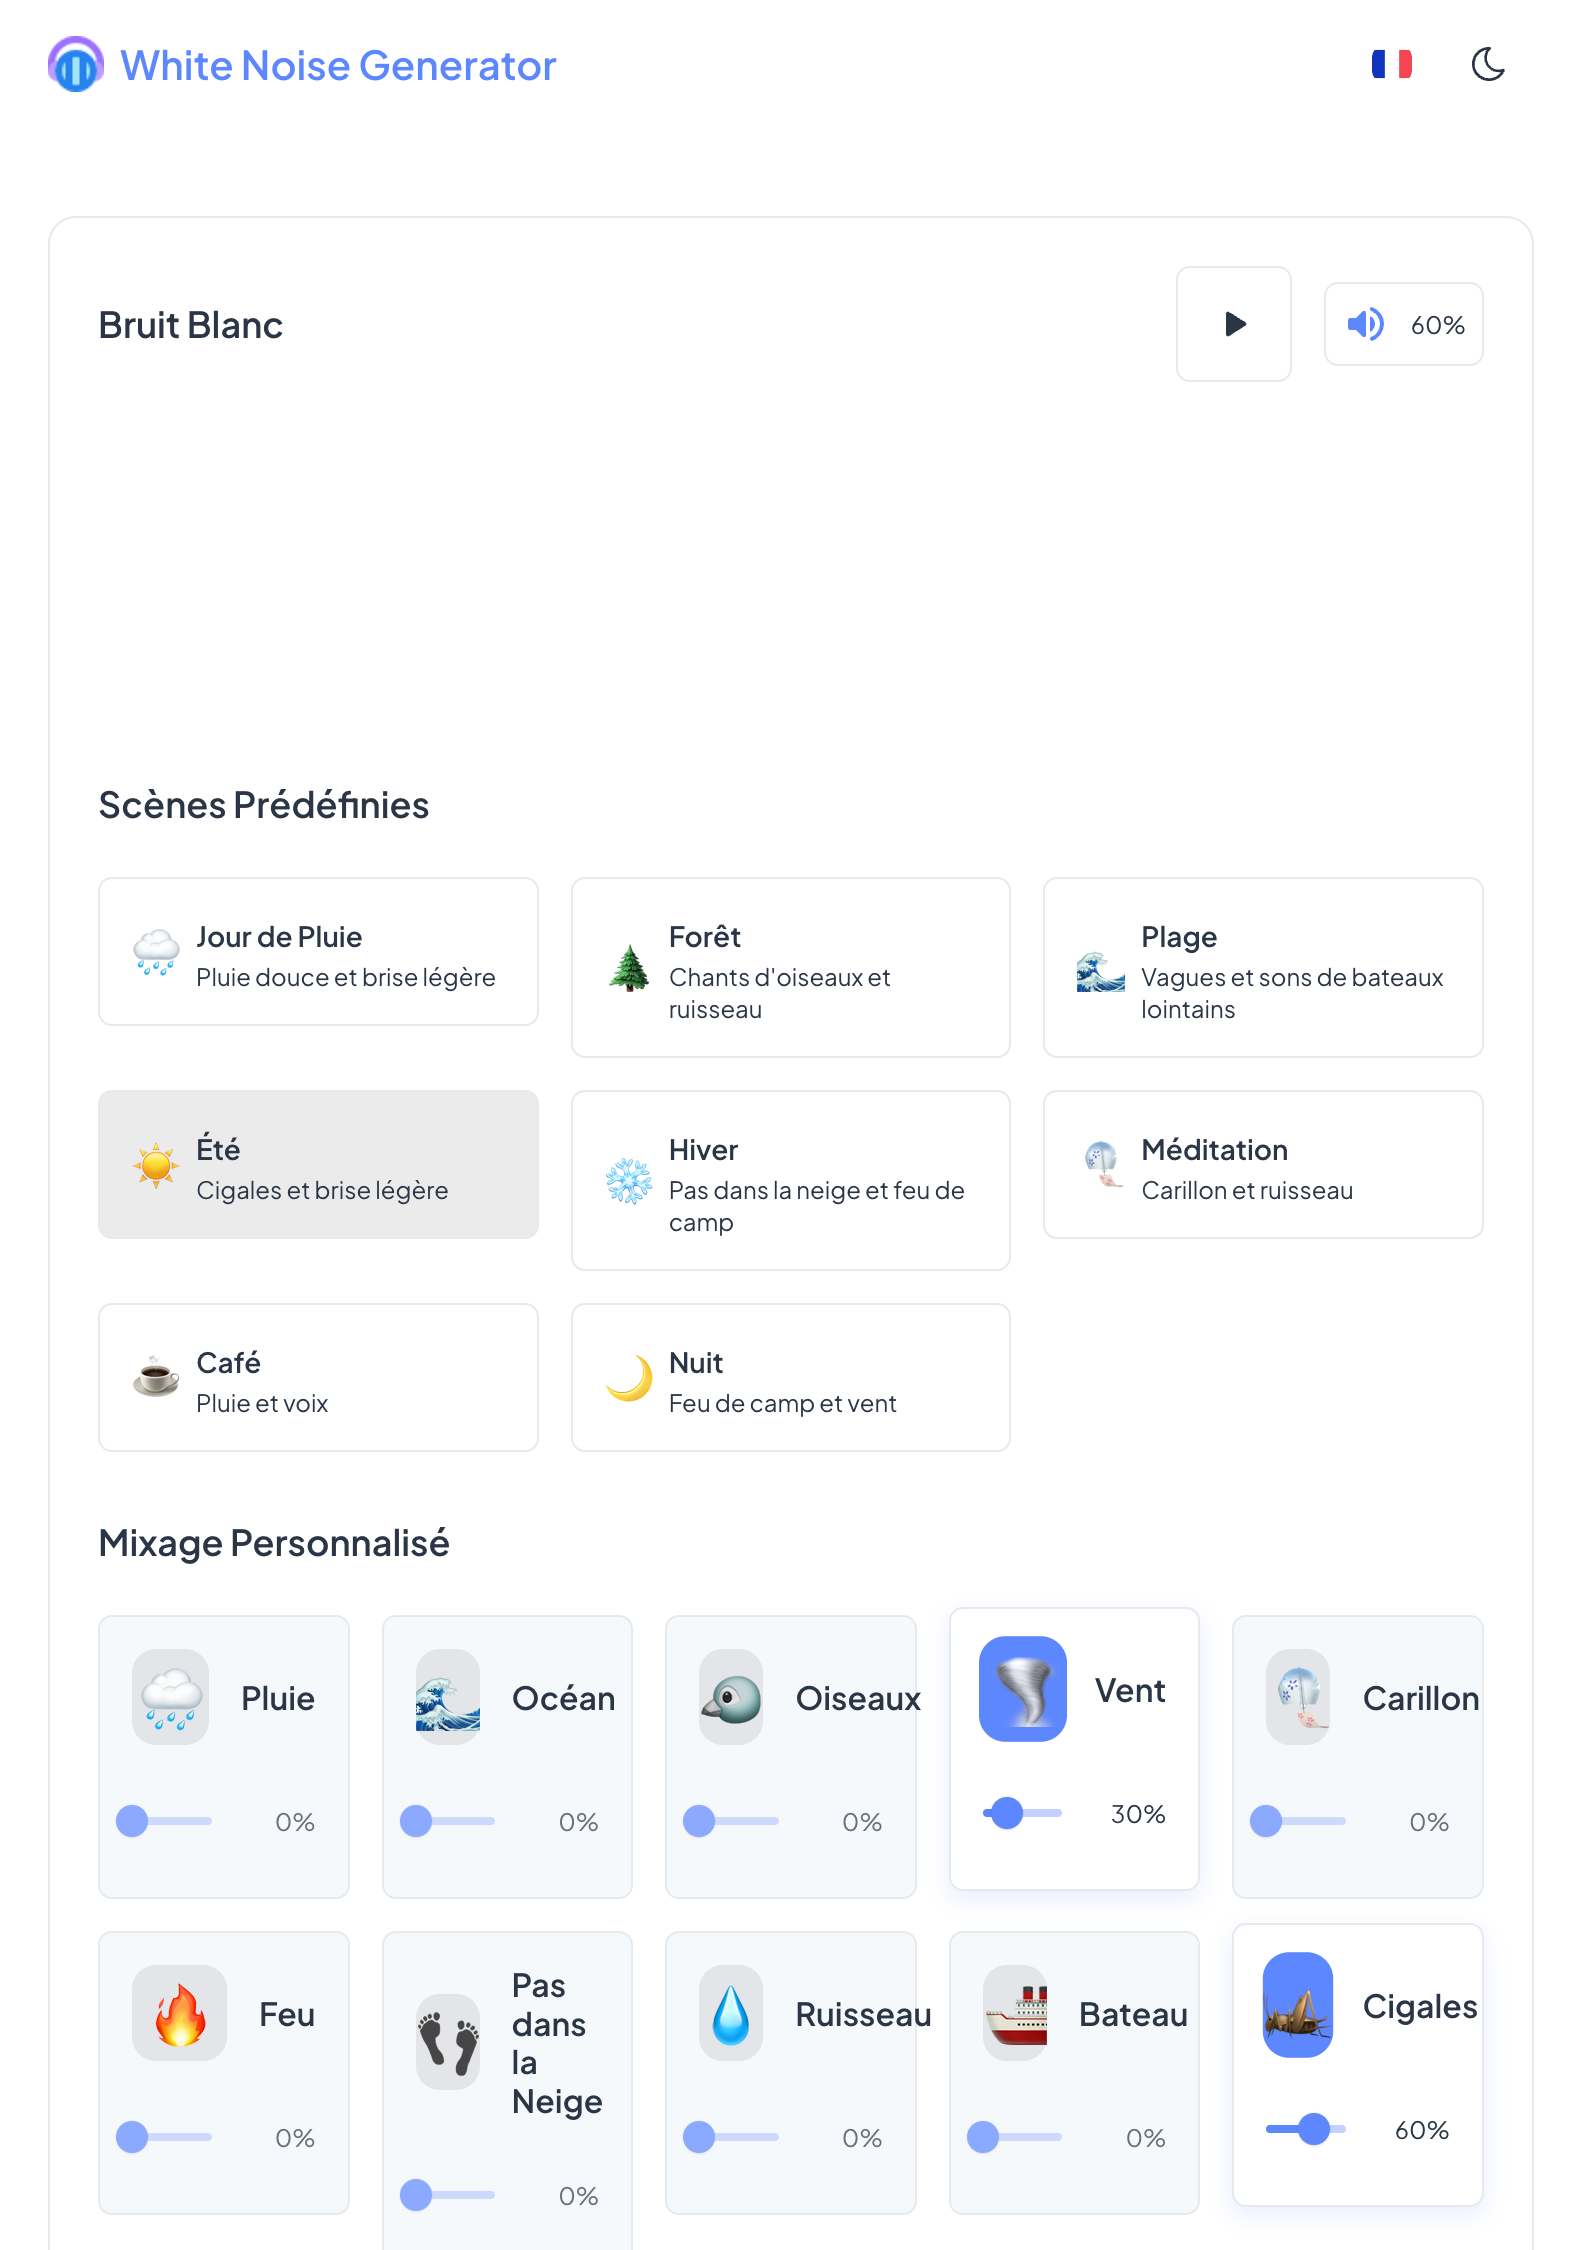 White Noise Generator
Bruit Blanc
60%
Scènes Prédéfinies
Jour de Pluie
Pluie douce et brise légère
Forêt
Chants d'oiseaux et
ruisseau
Plage
Vagues et sons de bateaux
lointains
Été
Cigales et brise légère
Hiver
Pas dans la neige et feu de
camp
Méditation
Carillon et ruisseau
Café
Pluie et voix
Nuit
Feu de camp et vent
Mixage Personnalisé
Pluie
0%
Océan
0%
Oiseaux
0%
Vent
30%
Carillon
0%
Feu
0%
Pas
dans
la
Neige
0%
Ruisseau
0%
Bateau
0%
Cigales
60%